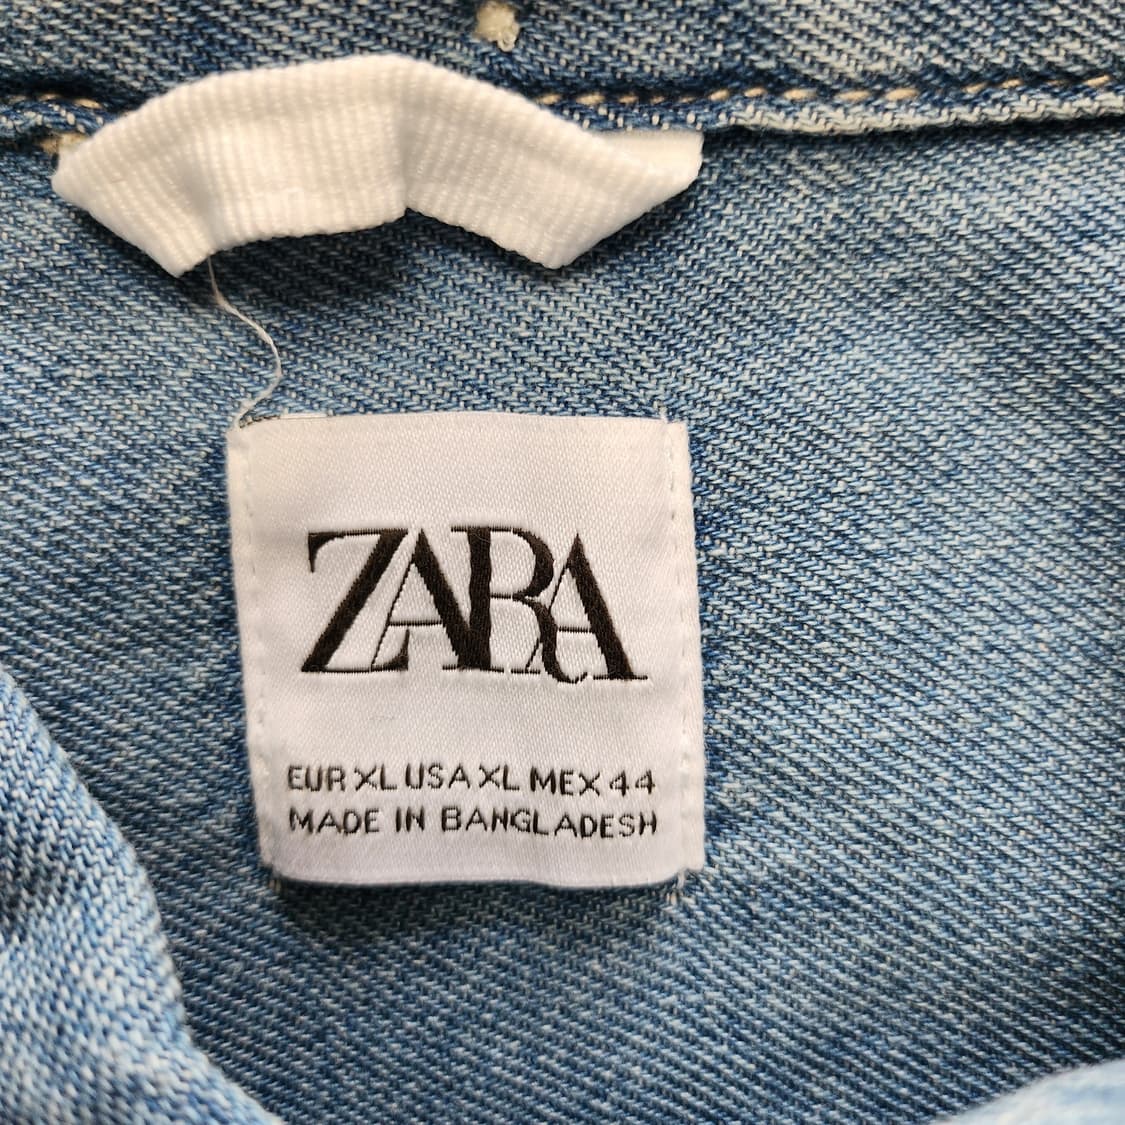 ZARA
EUR XL USA XL MEX 44
MADE IN BANGLADESH